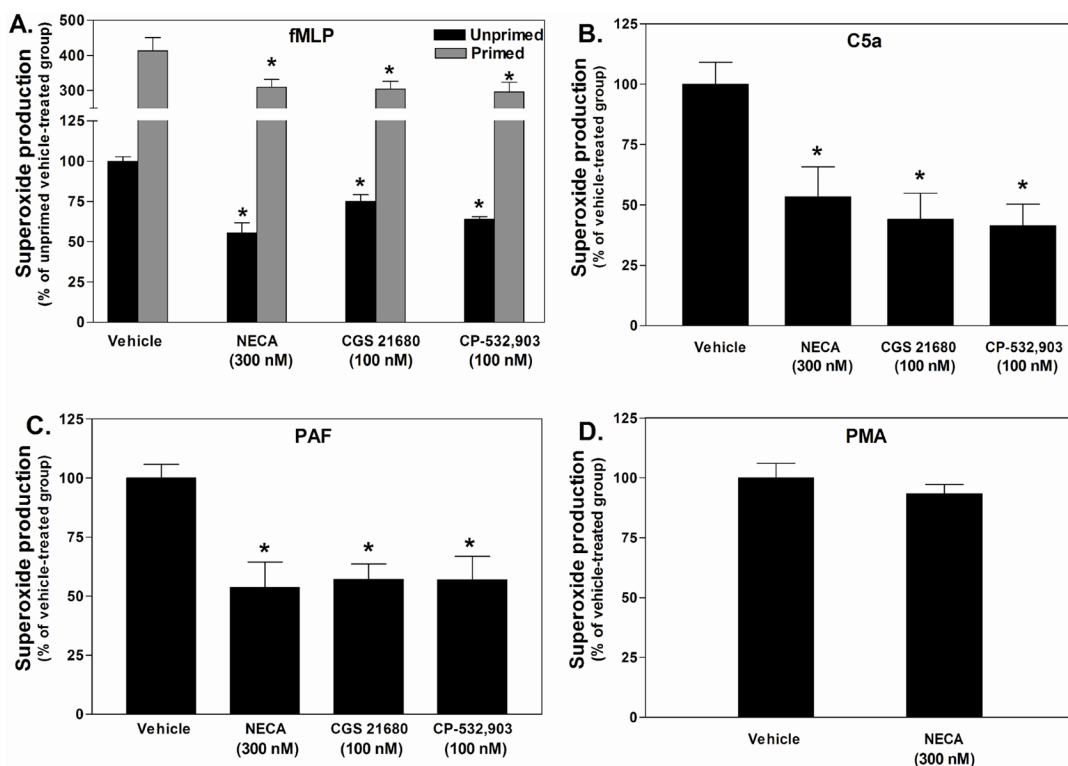 A.
fMLP
Unprimed
Primed
Superoxide production
(% of unprimed vehicle-treated group)
500
400
300
125
100
75
50
25
0
*
*
*
*
*
*
Vehicle
NECA
(300 nM)
CGS 21680
(100 nM)
CP-532,903
(100 nM)
B.
C5a
Superoxide production
(% of vehicle-treated group)
125
100
75
50
25
0
*
*
*
Vehicle
NECA
(300 nM)
CGS 21680
(100 nM)
CP-532,903
(100 nM)
C.
PAF
Superoxide production
(% of vehicle-treated group)
125
100
75
50
25
0
*
*
*
Vehicle
NECA
(300 nM)
CGS 21680
(100 nM)
CP-532,903
(100 nM)
D.
PMA
Superoxide production
(% of vehicle-treated group)
125
100
75
50
25
0
Vehicle
NECA
(300 nM)